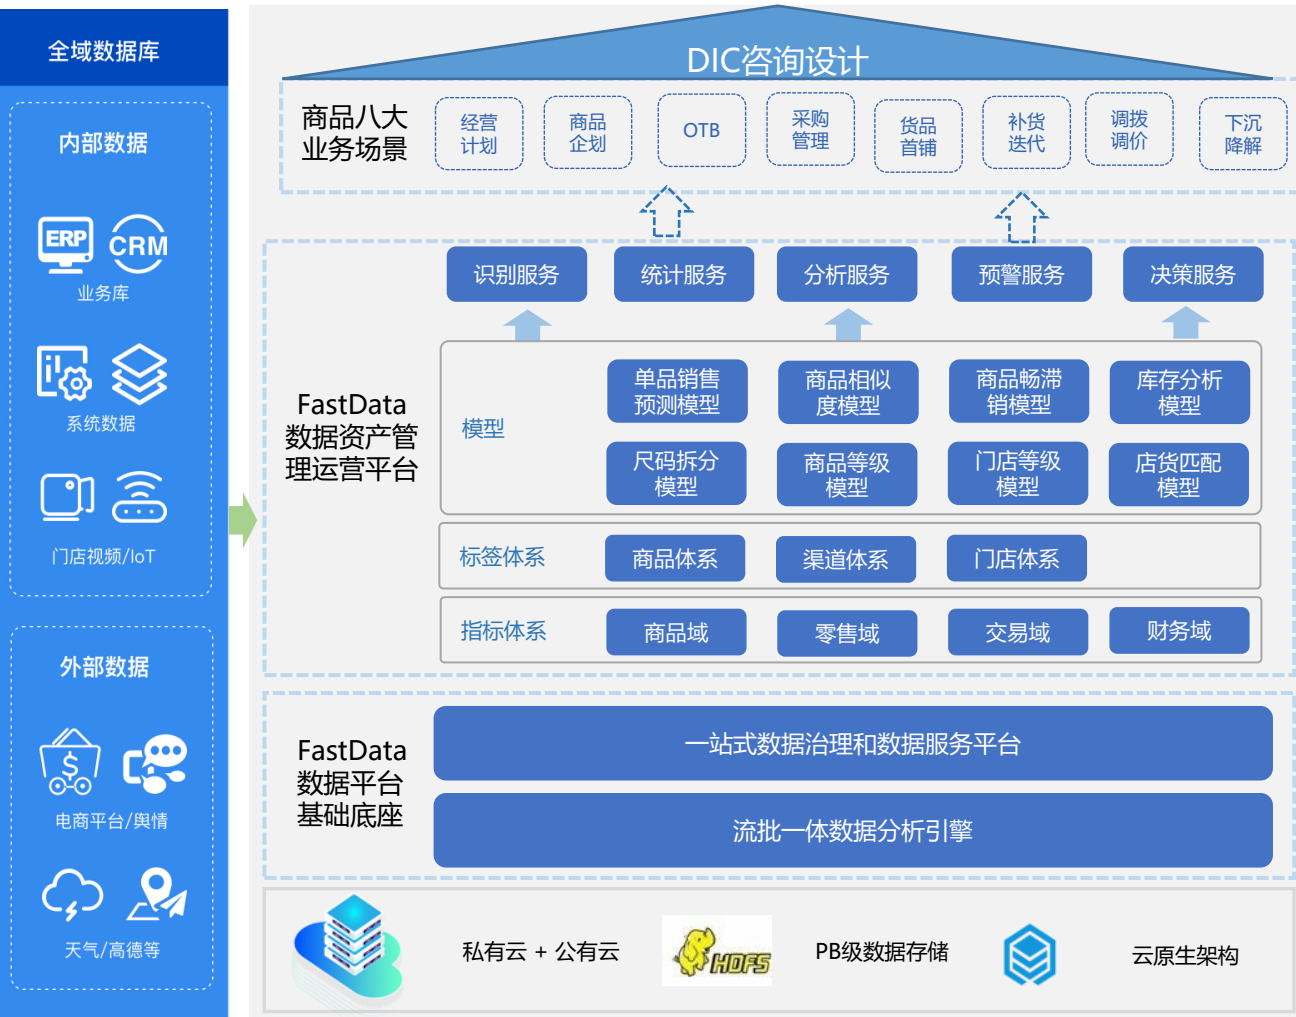 全域数据库
内部数据
ERP
CRM
业务库
系统数据
门店视频/IoT
外部数据
电商平台/舆情
天气/高德等
DIC咨询设计
商品八大
业务场景
经营
计划
商品
企划
OTB
采购
管理
货品
首铺
补货
迭代
调拨
调价
下沉
降解
FastData
数据资产管
理运营平台
识别服务
统计服务
分析服务
预警服务
决策服务
模型
单品销售
预测模型
商品相似
度模型
商品畅滞
销模型
库存分析
模型
尺码拆分
模型
商品等级
模型
门店等级
模型
店货匹配
模型
标签体系
商品体系
渠道体系
门店体系
指标体系
商品域
零售域
交易域
财务域
FastData
数据平台
基础底座
一站式数据治理和数据服务平台
流批一体数据分析引擎
私有云 + 公有云
HDFS
PB级数据存储
云原生架构